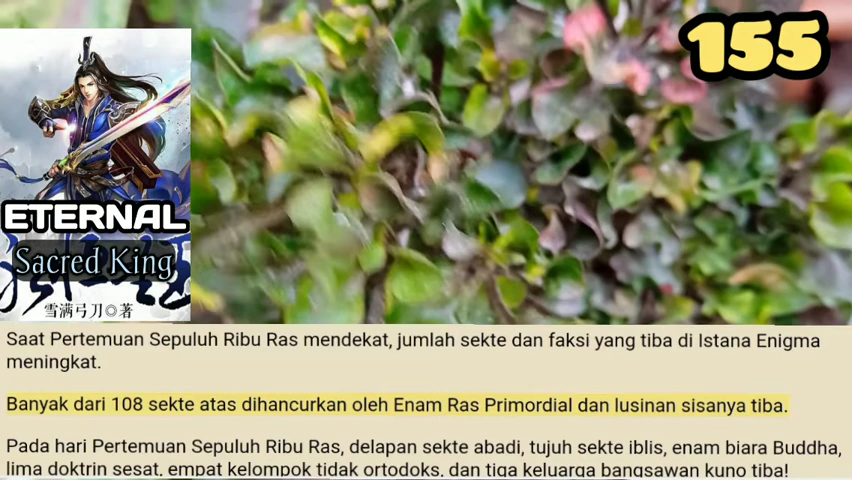 155
ETERNAL
Sacred King
雪满弓刀◎著
Saat Pertemuan Sepuluh Ribu Ras mendekat, jumlah sekte dan faksi yang tiba di Istana Enigma
meningkat.
Banyak dari 108 sekte atas dihancurkan oleh Enam Ras Primordial dan lusinan sisanya tiba.
Pada hari Pertemuan Sepuluh Ribu Ras, delapan sekte abadi, tujuh sekte iblis, enam biara Buddha,
lima doktrin sesat, empat kelompok tidak ortodoks, dan tiga keluarga bangsawan kuno tiba!